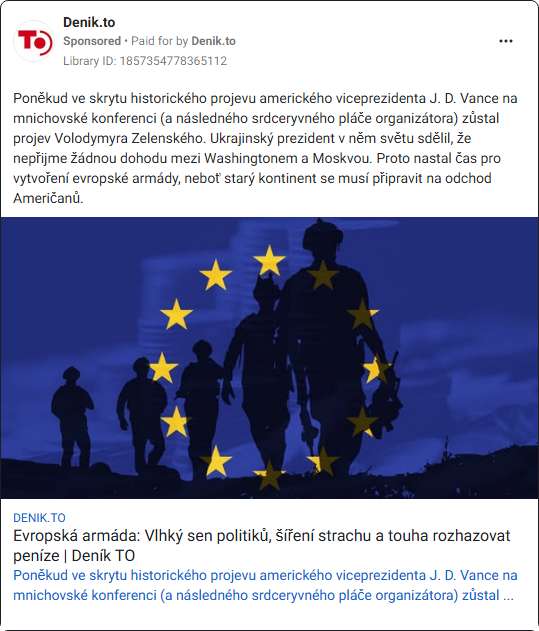 Denik.to
Sponsored • Paid for by Denik.to
Library ID: 1857354778365112
TO
Poněkud ve skrytu historického projevu amerického viceprezidenta J. D. Vance na
mnichovské konferenci (a následného srdceryvného pláče organizátora) zůstal
projev Volodymyra Zelenského. Ukrajinský prezident v něm světu sdělil, že
nepřijme žádnou dohodu mezi Washingtonem a Moskvou. Proto nastal čas pro
vytvoření evropské armády, neboť starý kontinent se musí připravit na odchod
Američanů.
DENIK.TO
Evropská armáda: Vlhký sen politiků, šíření strachu a touha rozhazovat
peníze | Deník TO
Poněkud ve skrytu historického projevu amerického viceprezidenta J. D. Vance na
mnichovské konferenci (a následného srdceryvného pláče organizátora) zůstal ...